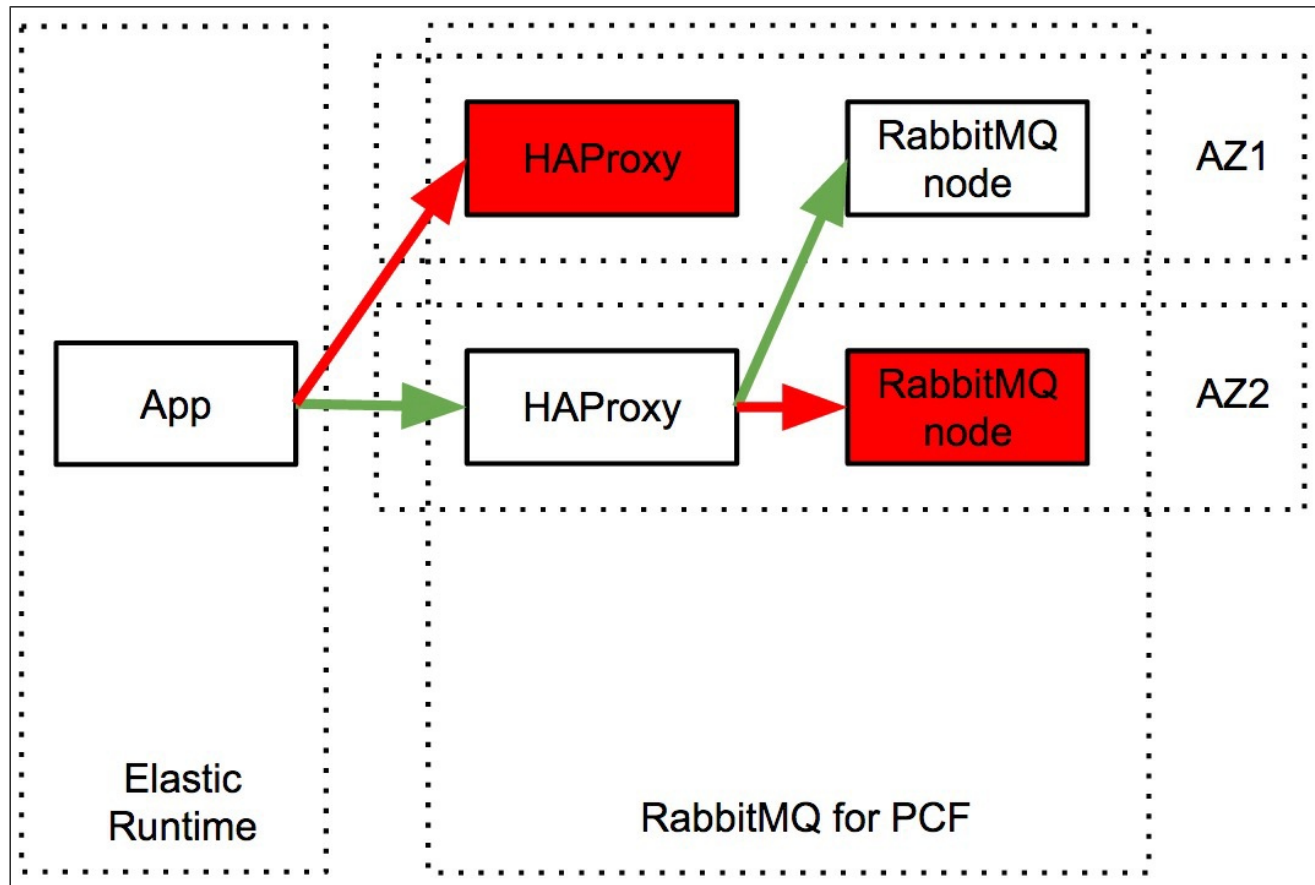 HAProxy
RabbitMQ
node
AZ1
App
HAProxy
RabbitMQ
node
AZ2
Elastic
Runtime
RabbitMQ for PCF